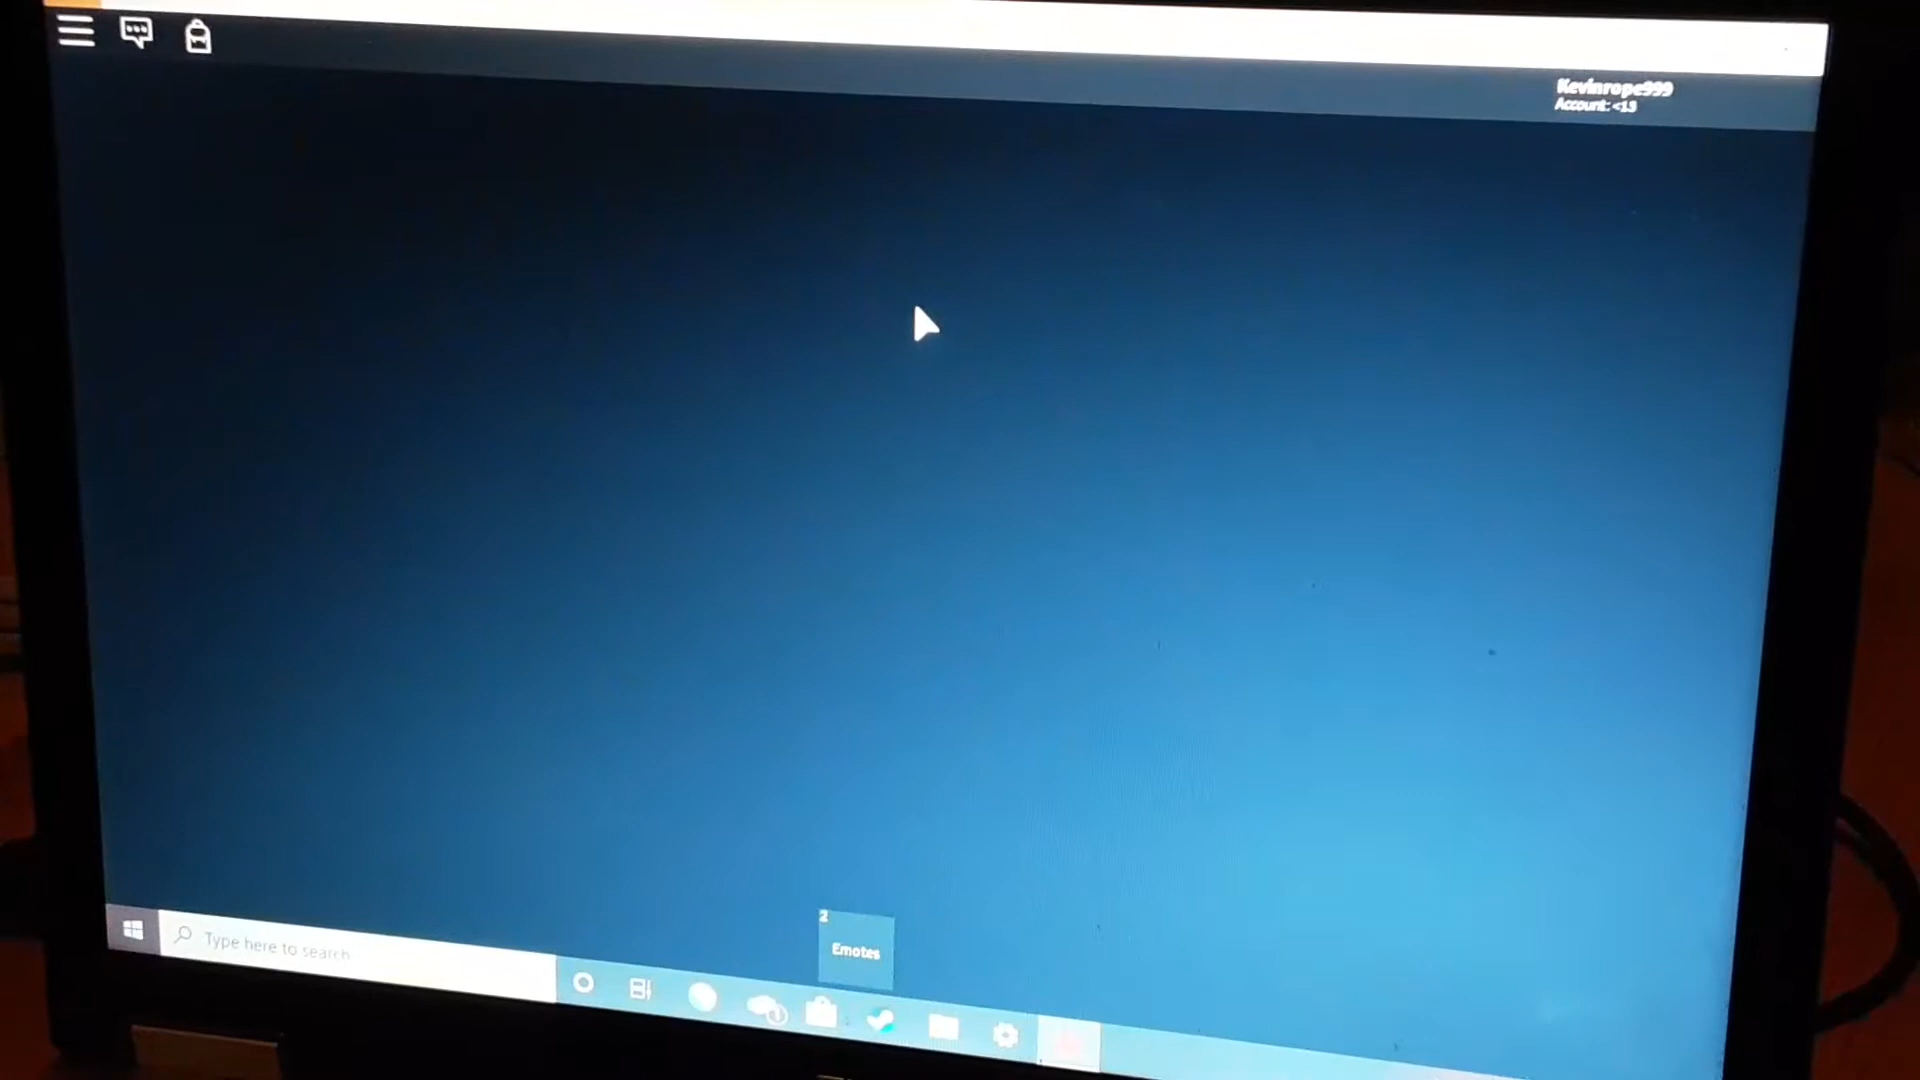 Kevinrope999
Account: <13
2
Emotes
Type here to search